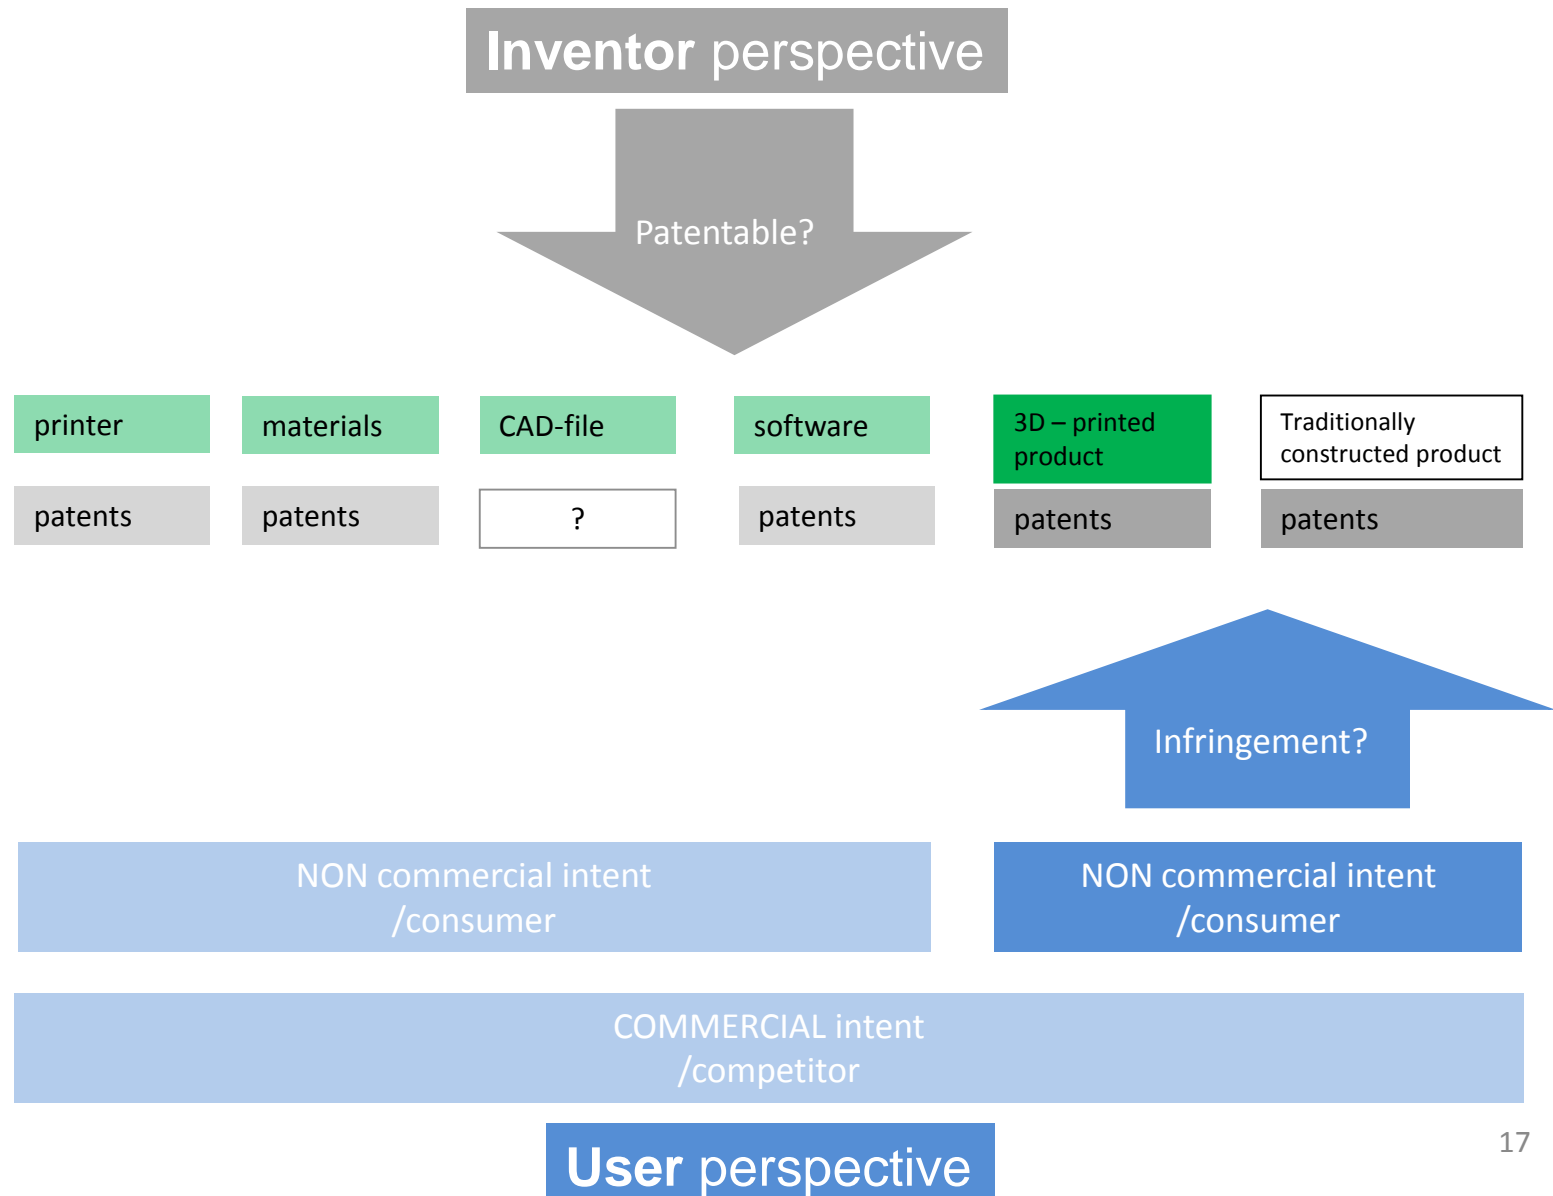 Inventor perspective
Patentable?
printer
materials
CAD-file
software
3D – printed
product
Traditionally
constructed product
patents
patents
?
patents
patents
patents
Infringement?
NON commercial intent
/consumer
NON commercial intent
/consumer
COMMERCIAL intent
/competitor
User perspective
17